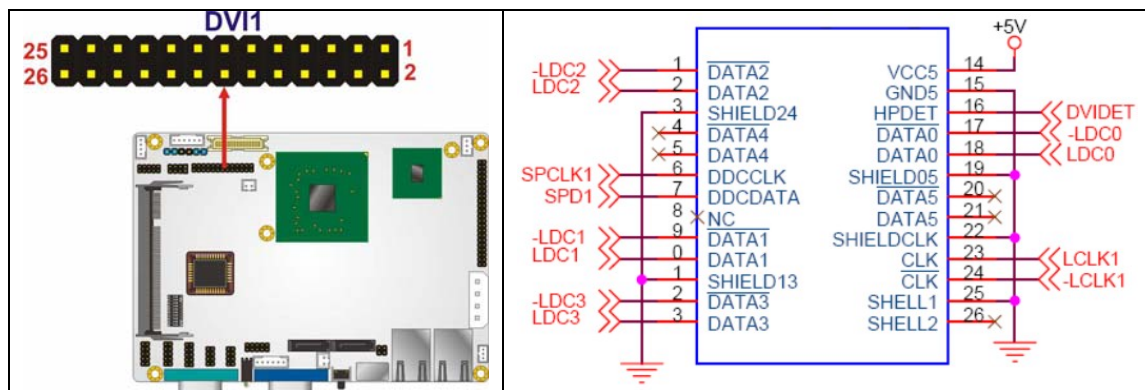 DVI1
25 1
26 2
+5V
-LDC2 1 DATA2 VCC5 14
LDC2 2 DATA2 GND5 15
3 SHIELD24 HPDET 16 DVIDET
4 DATA4 DATA0 17 -LDC0
5 DATA4 DATA0 18 LDC0
SPCLK1 6 DDCCLK SHIELD05 19
SPD1 7 DDCDATA DATA5 20
8 NC DATA5 21
-LDC1 9 DATA1 SHIELDCLK 22
LDC1 0 DATA1 CLK 23 LCLK1
1 SHIELD13 CLK 24 -LCLK1
-LDC3 2 DATA3 SHELL1 25
LDC3 3 DATA3 SHELL2 26